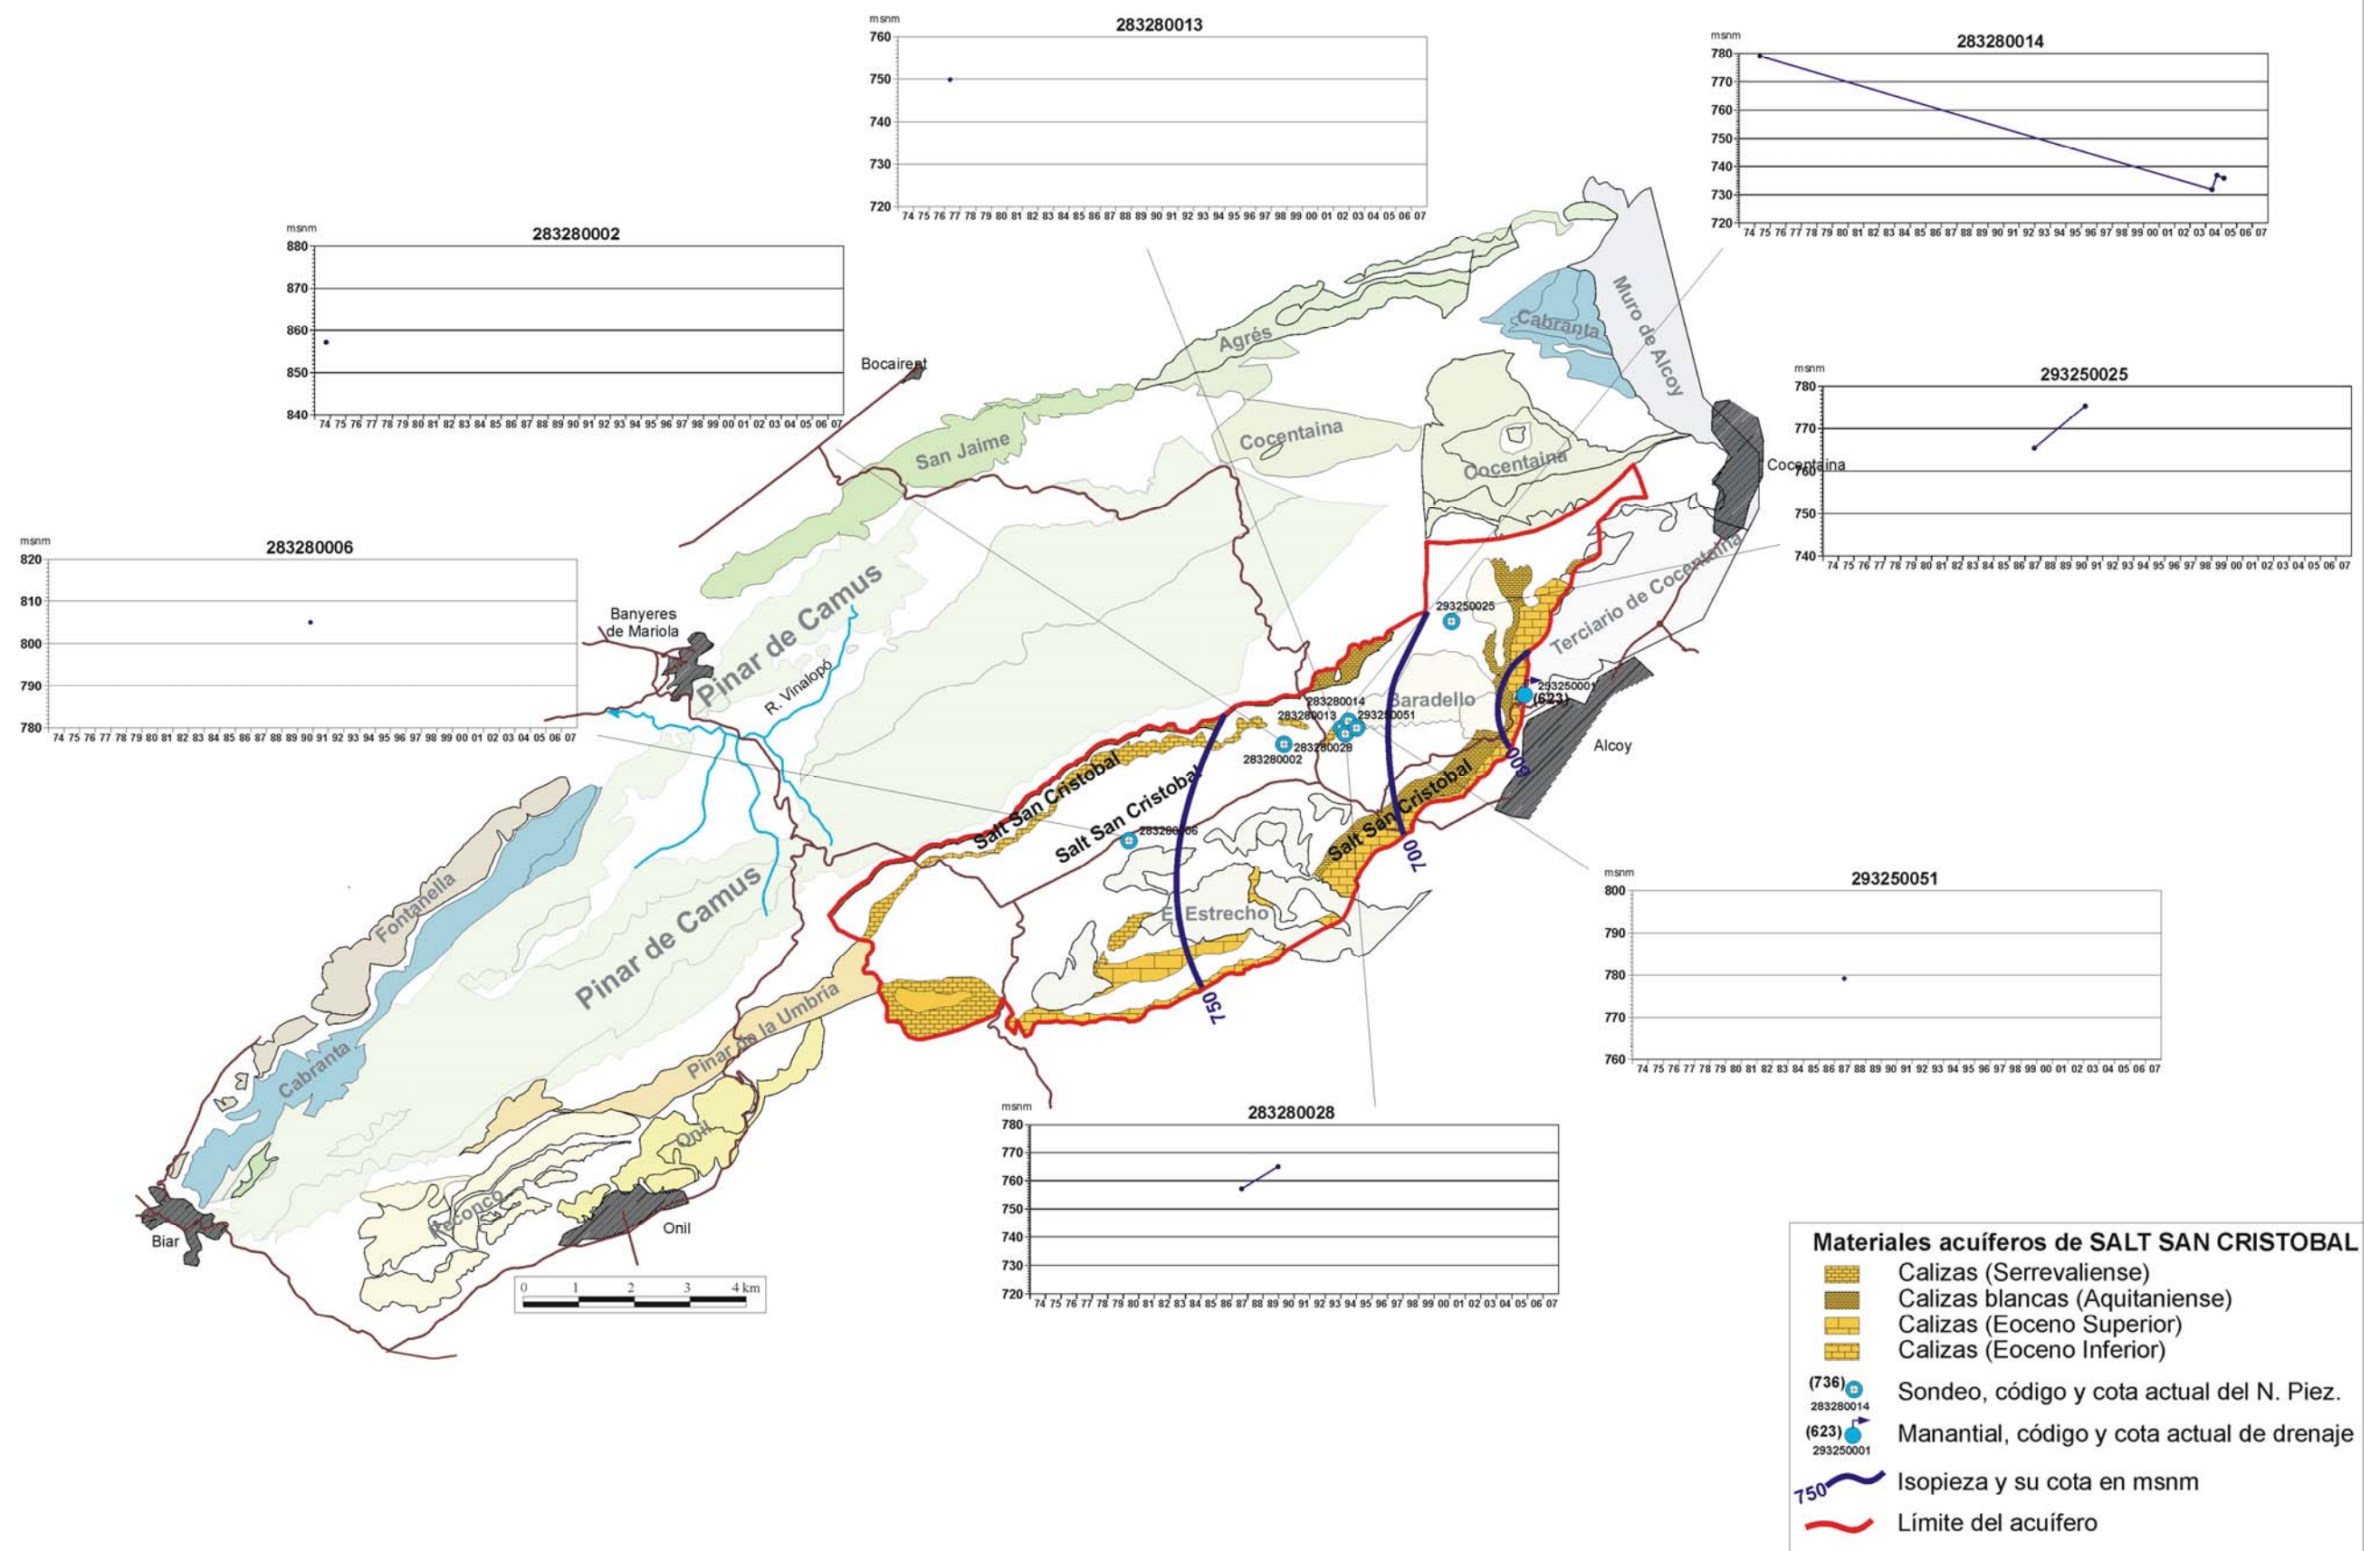 283280013
msnm
760
750
740
730
720
74 75 76 77 78 79 80 81 82 83 84 85 86 87 88 89 90 91 92 93 94 95 96 97 98 99 00 01 02 03 04 05 06 07
283280014
msnm
780
770
760
750
740
730
720
74 75 76 77 78 79 80 81 82 83 84 85 86 87 88 89 90 91 92 93 94 95 96 97 98 99 00 01 02 03 04 05 06 07
283280002
msnm
880
870
860
850
840
74 75 76 77 78 79 80 81 82 83 84 85 86 87 88 89 90 91 92 93 94 95 96 97 98 99 00 01 02 03 04 05 06 07
293250025
msnm
780
770
760
750
740
74 75 76 77 78 79 80 81 82 83 84 85 86 87 88 89 90 91 92 93 94 95 96 97 98 99 00 01 02 03 04 05 06 07
283280006
msnm
820
810
800
790
780
74 75 76 77 78 79 80 81 82 83 84 85 86 87 88 89 90 91 92 93 94 95 96 97 98 99 00 01 02 03 04 05 06 07
Muro de Alcoy
Cabranta
Agrés
Bocairent
San Jaime
Cocentaina
Cocentaina
Cocentaina
Terciario de Cocentaina
Banyeres
de Mariola
Pinar de Camus
R. Vinalopó
293250025
293250001
(623)
Baradello
283280014
283280013
293250051
283280028
283280002
Alcoy
600
Salt San Cristobal
Salt San Cristobal
Salt San Cristobal
283280006
700
El Estrecho
750
Fontanella
Pinar de Camus
Pinar de la Umbría
Cabranta
Onil
Reconco
Onil
Biar
0 1 2 3 4 km
293250051
msnm
800
790
780
770
760
74 75 76 77 78 79 80 81 82 83 84 85 86 87 88 89 90 91 92 93 94 95 96 97 98 99 00 01 02 03 04 05 06 07
283280028
msnm
780
770
760
750
740
730
720
74 75 76 77 78 79 80 81 82 83 84 85 86 87 88 89 90 91 92 93 94 95 96 97 98 99 00 01 02 03 04 05 06 07
Materiales acuíferos de SALT SAN CRISTOBAL
Calizas (Serrevaliense)
Calizas blancas (Aquitaniense)
Calizas (Eoceno Superior)
Calizas (Eoceno Inferior)
(736)
283280014
Sondeo, código y cota actual del N. Piez.
(623)
293250001
Manantial, código y cota actual de drenaje
750
Isopieza y su cota en msnm
Límite del acuífero